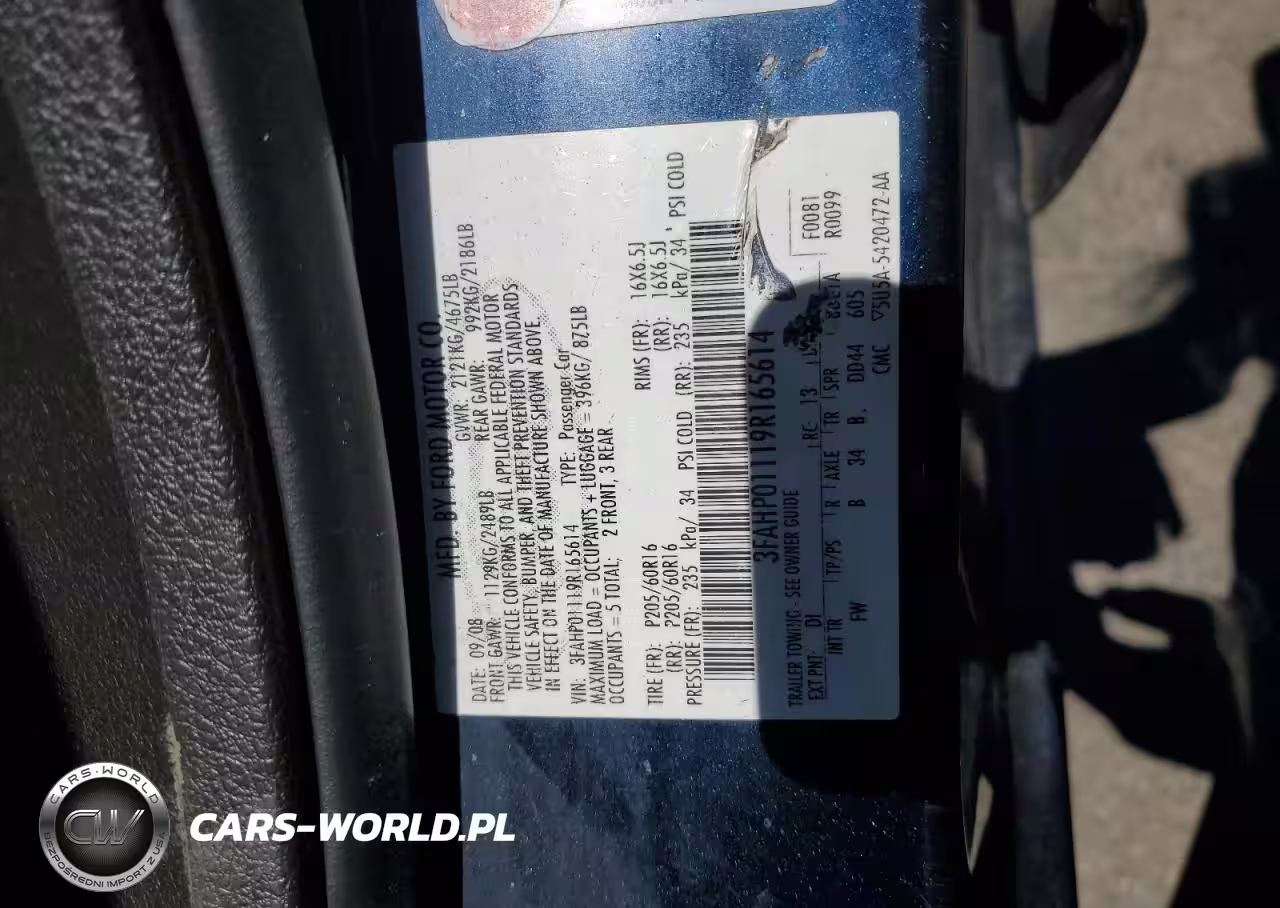 MFD. BY FORD MOTOR CO.
DATE: 09/08 GVWR: 2121KG/4675LB
FRONT GAWR: 1129KG/2489LB REAR GAWR: 992KG/2186LB
THIS VEHICLE CONFORMS TO ALL APPLICABLE FEDERAL MOTOR
VEHICLE SAFETY, BUMPER, AND THEFT PREVENTION STANDARDS
IN EFFECT ON THE DATE OF MANUFACTURE SHOWN ABOVE.
VIN: 3FAHP01119R165614 TYPE: Passenger Car
MAXIMUM LOAD = OCCUPANTS + LUGGAGE = 396KG/ 875LB
OCCUPANTS = 5 TOTAL; 2 FRONT, 3 REAR
TIRE (FR): P205/60R16 RIMS (FR): 16X6.5J
(RR): P205/60R16 (RR): 16X6.5J
PRESSURE (FR): 235 kPa/ 34 PSI COLD (RR): 235 kPa/ 34 PSI COLD
3FAHP01119R165614
TRAILER TOWING - SEE OWNER GUIDE F0081
EXT PNT: DI RC: 13 R0099
INT TR TP/PS R AXLE TR SPR
FW B 34 B. DD44 605
CMC ▽5U5A-5420472-AA
CARS·WORLD
CW
BEZPOŚREDNI IMPORT Z USA
CARS-WORLD.PL